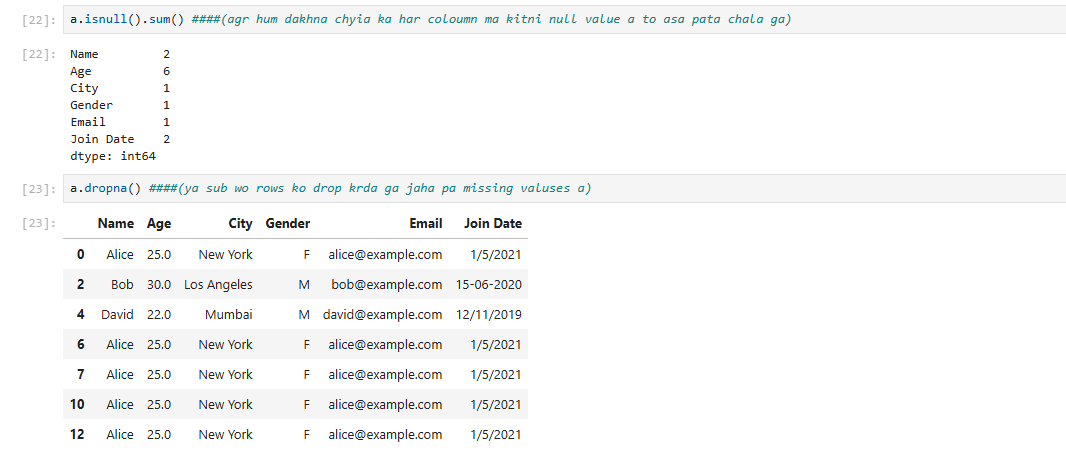 [22]: a.isnull().sum() ####(agr hum dakhna chyia ka har coloumn ma kitni null value a to asa pata chala ga)
[22]: Name 2
Age 6
City 1
Gender 1
Email 1
Join Date 2
dtype: int64
[23]: a.dropna() ####(ya sub wo rows ko drop krda ga jaha pa missing valuses a)
[23]: Name Age City Gender Email Join Date
0 Alice 25.0 New York F alice@example.com 1/5/2021
2 Bob 30.0 Los Angeles M bob@example.com 15-06-2020
4 David 22.0 Mumbai M david@example.com 12/11/2019
6 Alice 25.0 New York F alice@example.com 1/5/2021
7 Alice 25.0 New York F alice@example.com 1/5/2021
10 Alice 25.0 New York F alice@example.com 1/5/2021
12 Alice 25.0 New York F alice@example.com 1/5/2021